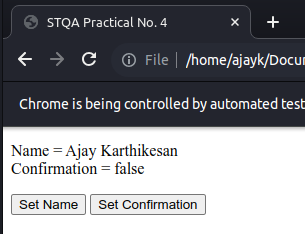 STQA Practical No. 4
File /home/ajayk/Docum
Chrome is being controlled by automated test
Name = Ajay Karthikesan
Confirmation = false
Set Name Set Confirmation